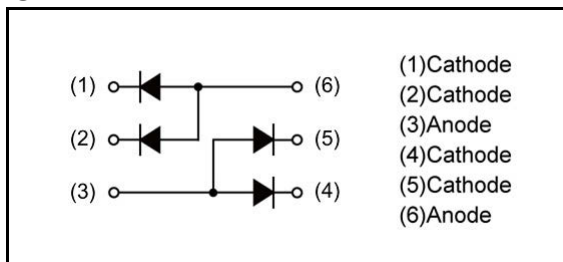 (1) (6)
(2) (5)
(3) (4)
(1)Cathode
(2)Cathode
(3)Anode
(4)Cathode
(5)Cathode
(6)Anode